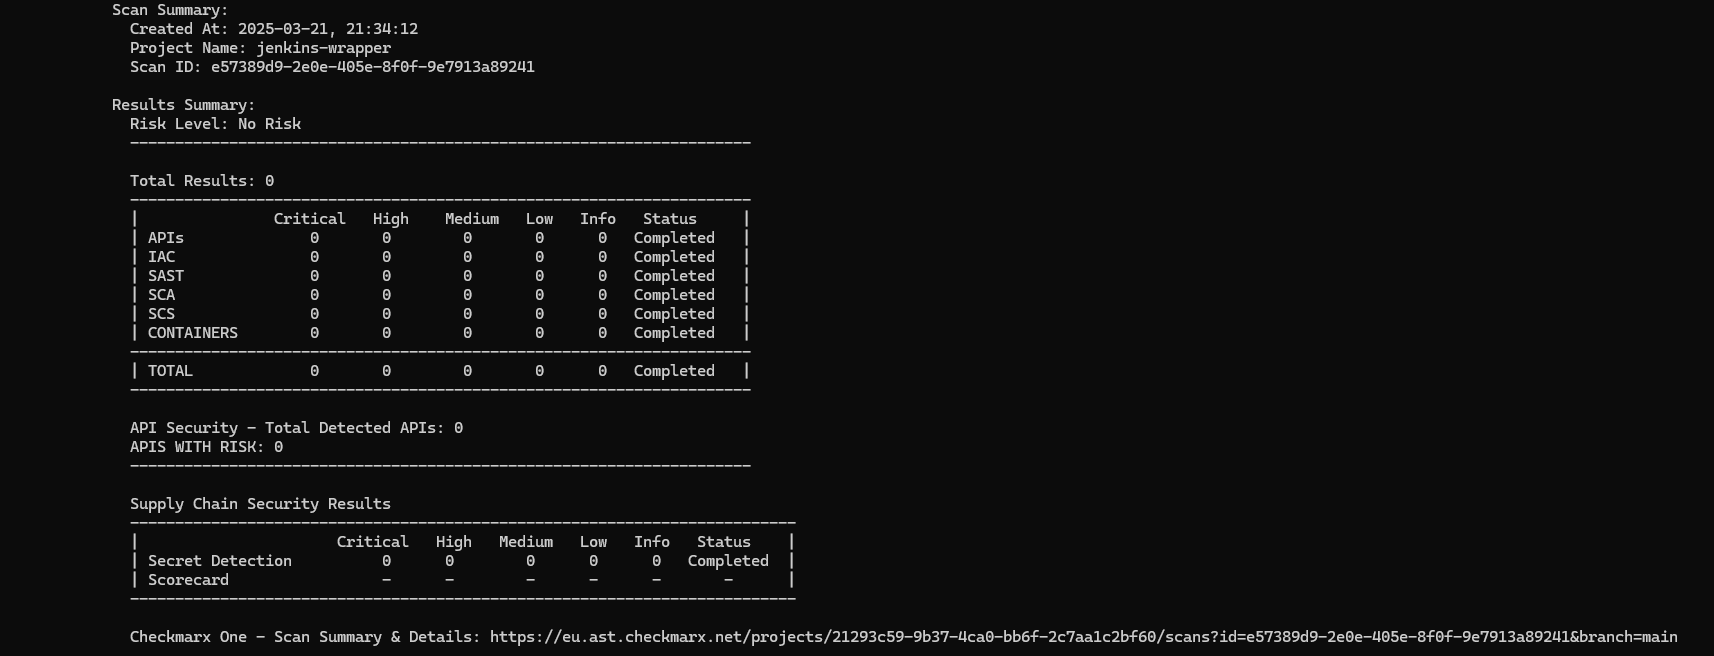 Scan Summary:
Created At: 2025-03-21, 21:34:12
Project Name: jenkins-wrapper
Scan ID: e57389d9-2e0e-405e-8f0f-9e7913a89241
Results Summary:
Risk Level: No Risk
---------------------------------------------------------------------
Total Results: 0
---------------------------------------------------------------------
|               Critical   High    Medium   Low   Info   Status     |
| APIs              0       0        0       0      0   Completed   |
| IAC               0       0        0       0      0   Completed   |
| SAST              0       0        0       0      0   Completed   |
| SCA               0       0        0       0      0   Completed   |
| SCS               0       0        0       0      0   Completed   |
| CONTAINERS        0       0        0       0      0   Completed   |
---------------------------------------------------------------------
| TOTAL             0       0        0       0      0   Completed   |
---------------------------------------------------------------------
API Security - Total Detected APIs: 0
APIS WITH RISK: 0
---------------------------------------------------------------------
Supply Chain Security Results
--------------------------------------------------------------------------
|                      Critical   High   Medium   Low   Info   Status    |
| Secret Detection          0      0        0      0      0   Completed  |
| Scorecard                 -      -        -      -      -       -      |
--------------------------------------------------------------------------
Checkmarx One - Scan Summary & Details: https://eu.ast.checkmarx.net/projects/21293c59-9b37-4ca0-bb6f-2c7aa1c2bf60/scans?id=e57389d9-2e0e-405e-8f0f-9e7913a89241&branch=main